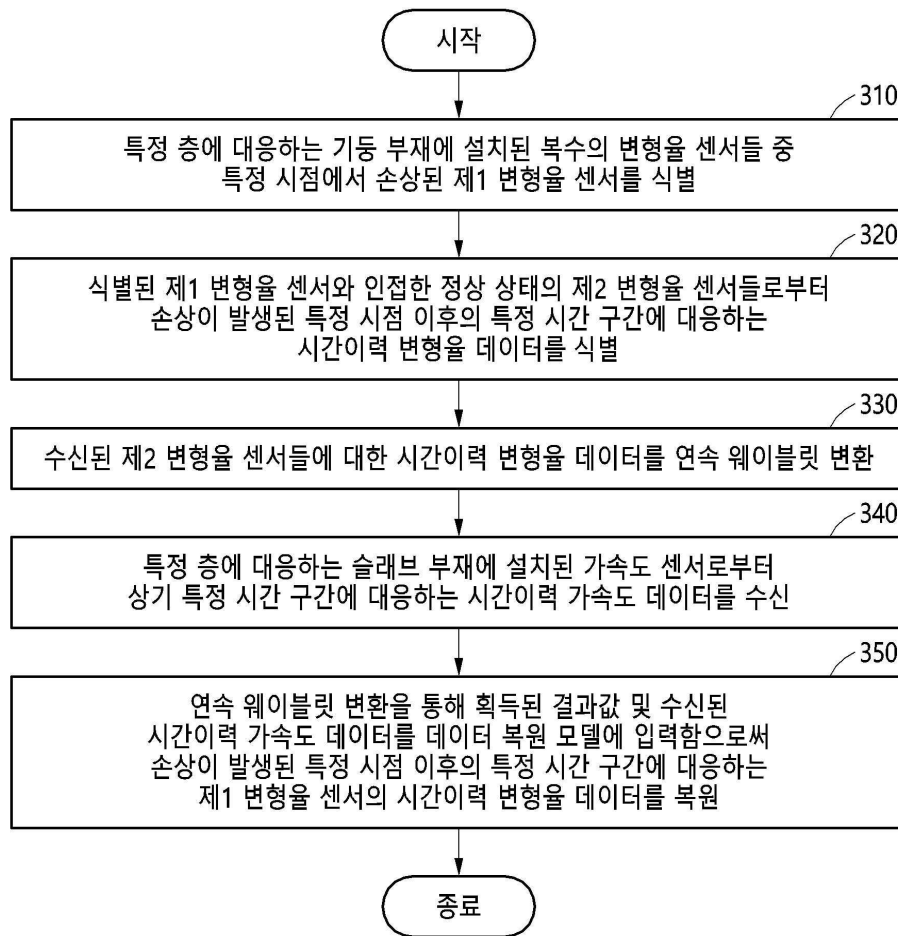 시작
310
특정 층에 대응하는 기둥 부재에 설치된 복수의 변형율 센서들 중
특정 시점에서 손상된 제1 변형율 센서를 식별
320
식별된 제1 변형율 센서와 인접한 정상 상태의 제2 변형율 센서들로부터
손상이 발생된 특정 시점 이후의 특정 시간 구간에 대응하는
시간이력 변형율 데이터를 식별
330
수신된 제2 변형율 센서들에 대한 시간이력 변형율 데이터를 연속 웨이블릿 변환
340
특정 층에 대응하는 슬래브 부재에 설치된 가속도 센서로부터
상기 특정 시간 구간에 대응하는 시간이력 가속도 데이터를 수신
350
연속 웨이블릿 변환을 통해 획득된 결과값 및 수신된
시간이력 가속도 데이터를 데이터 복원 모델에 입력함으로써
손상이 발생된 특정 시점 이후의 특정 시간 구간에 대응하는
제1 변형율 센서의 시간이력 변형율 데이터를 복원
종료